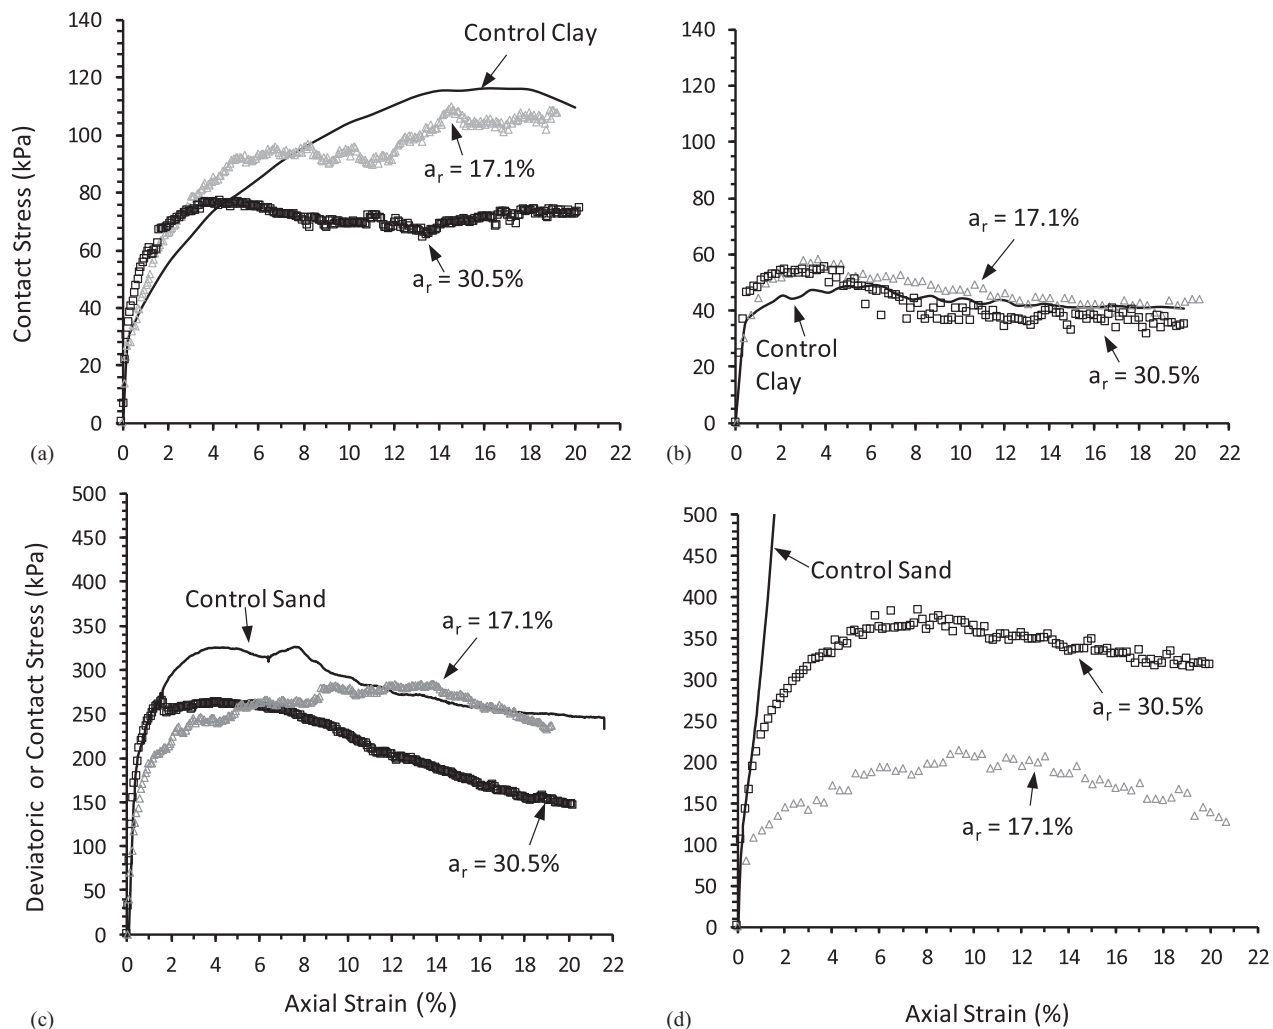 140
120
100
80
60
40
20
0
Contact Stress (kPa)
Control Clay
a_r = 17.1%
a_r = 30.5%
0 2 4 6 8 10 12 14 16 18 20 22
(a)
140
120
100
80
60
40
20
0
a_r = 17.1%
Control
Clay
a_r = 30.5%
0 2 4 6 8 10 12 14 16 18 20 22
(b)
500
450
400
350
300
250
200
150
100
50
0
Deviatoric or Contact Stress (kPa)
Control Sand
a_r = 17.1%
a_r = 30.5%
0 2 4 6 8 10 12 14 16 18 20 22
Axial Strain (%)
(c)
500
450
400
350
300
250
200
150
100
50
0
Control Sand
a_r = 30.5%
a_r = 17.1%
0 2 4 6 8 10 12 14 16 18 20 22
Axial Strain (%)
(d)